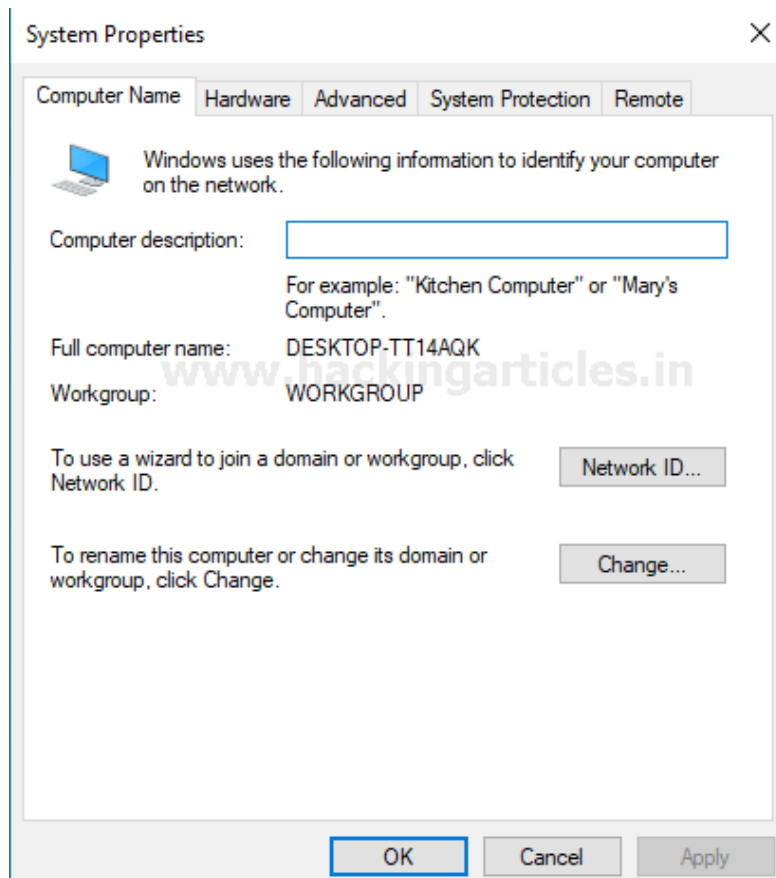 System Properties
Computer Name Hardware Advanced System Protection Remote
Windows uses the following information to identify your computer
on the network.
Computer description:
For example: "Kitchen Computer" or "Mary's
Computer".
Full computer name: DESKTOP-TT14AQK
www.hackingarticles.in
Workgroup: WORKGROUP
To use a wizard to join a domain or workgroup, click
Network ID.
Network ID...
To rename this computer or change its domain or
workgroup, click Change.
Change...
OK Cancel Apply